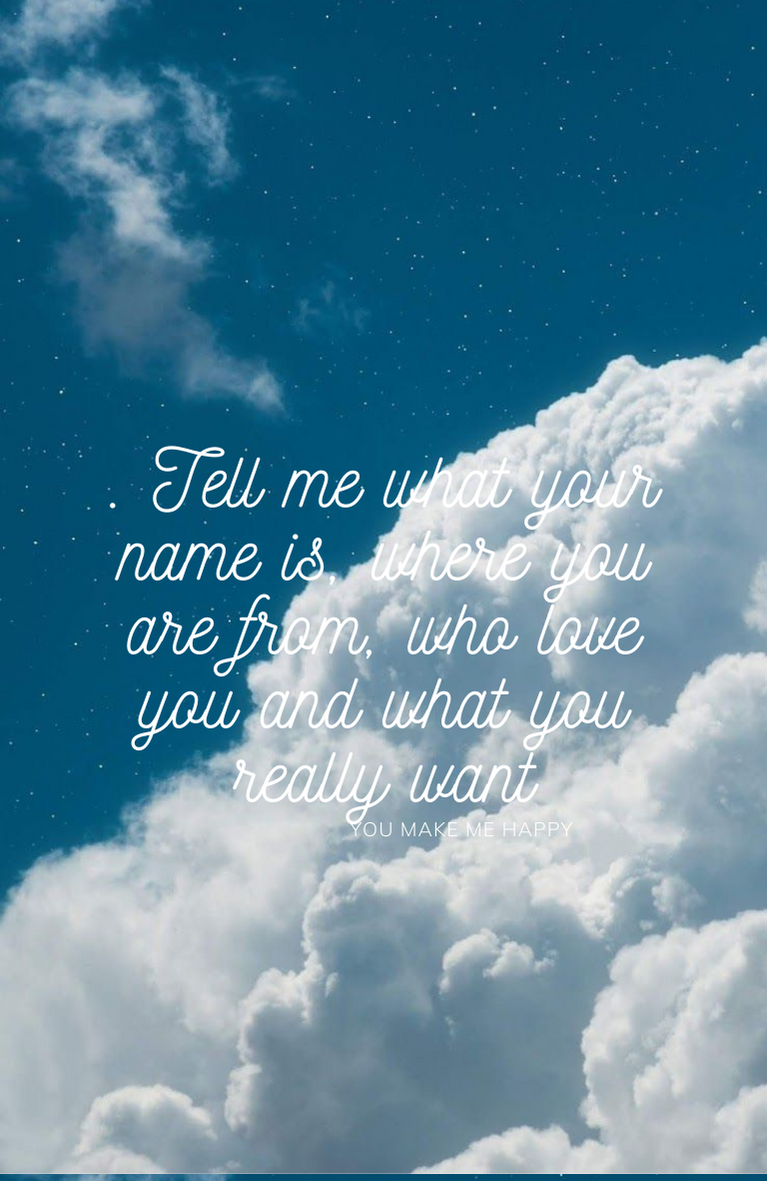 . Tell me what your
name is, where you
are from, who love
you and what you
really want
YOU MAKE ME HAPPY